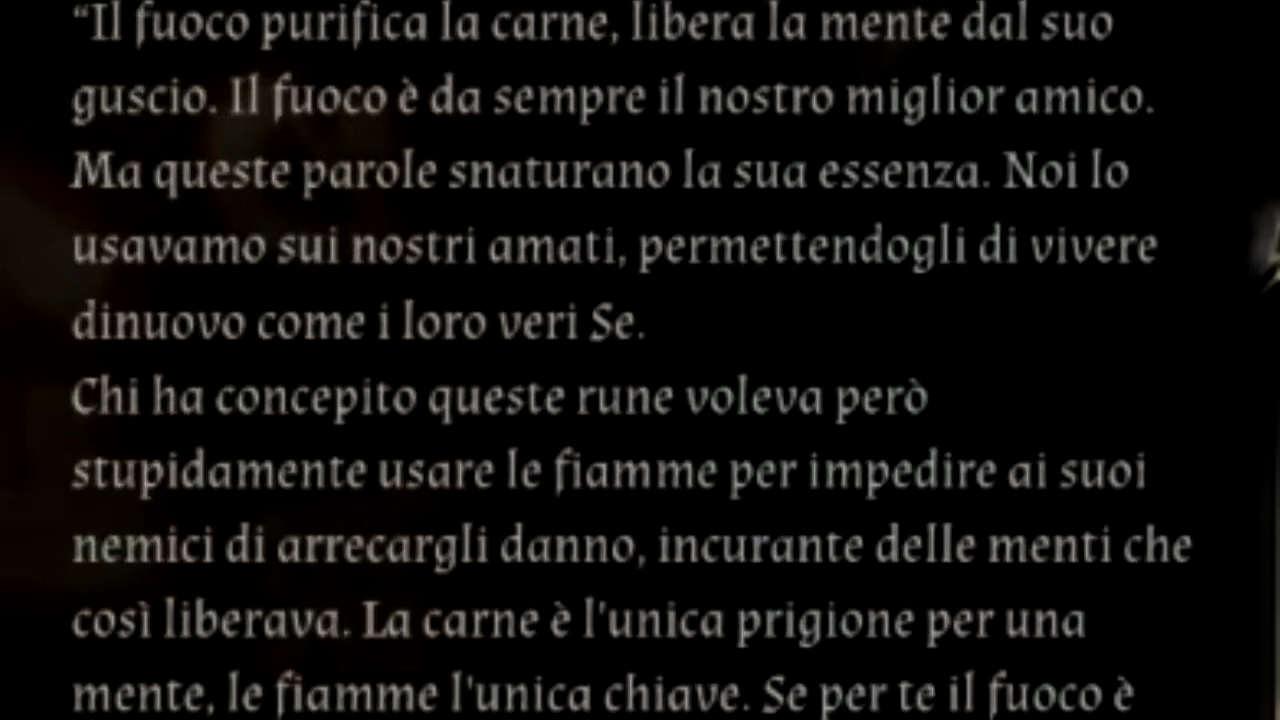 “Il fuoco purifica la carne, libera la mente dal suo
guscio. Il fuoco è da sempre il nostro miglior amico.
Ma queste parole snaturano la sua essenza. Noi lo
usavamo sui nostri amati, permettendogli di vivere
dinuovo come i loro veri Se.
Chi ha concepito queste rune voleva però
stupidamente usare le fiamme per impedire ai suoi
nemici di arrecargli danno, incurante delle menti che
così liberava. La carne è l'unica prigione per una
mente, le fiamme l'unica chiave. Se per te il fuoco è